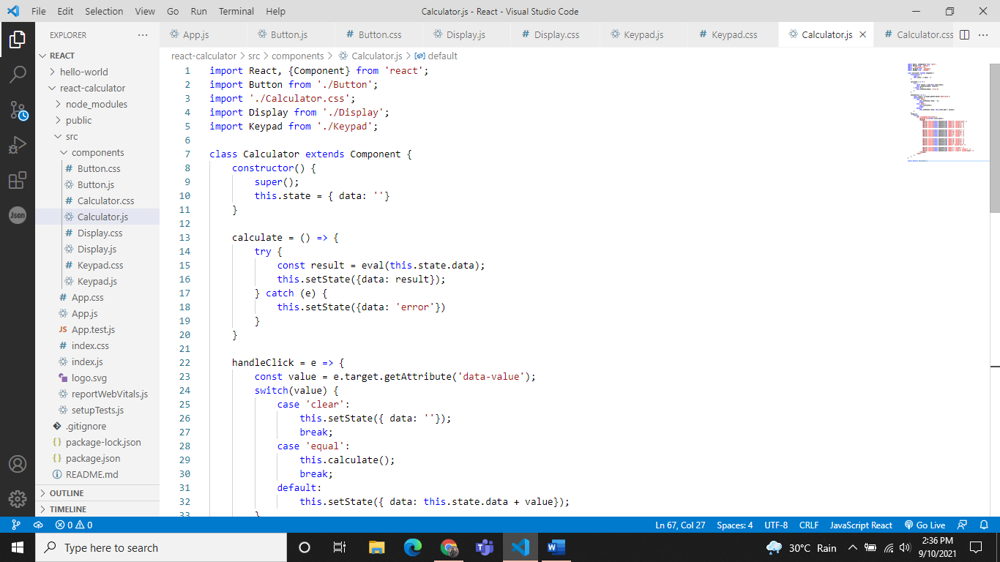 File Edit Selection View Go Run Terminal Help Calculator.js - React - Visual Studio Code
EXPLORER ··· App.js Button.js # Button.css Display.js # Display.css Keypad.js # Keypad.css Calculator.js # Calculator.css ···
REACT
hello-world
react-calculator
node_modules
public
src
components
# Button.css
Button.js
# Calculator.css
Calculator.js
# Display.css
Display.js
# Keypad.css
Keypad.js
# App.css
App.js
JS App.test.js
# index.css
index.js
logo.svg
reportWebVitals.js
setupTests.js
.gitignore
{} package-lock.json
{} package.json
README.md
OUTLINE
TIMELINE
Json
react-calculator > src > components > Calculator.js > default
1 import React, {Component} from 'react';
2 import Button from './Button';
3 import './Calculator.css';
4 import Display from './Display';
5 import Keypad from './Keypad';
6
7 class Calculator extends Component {
8 constructor() {
9 super();
10 this.state = { data: ''}
11 }
12
13 calculate = () => {
14 try {
15 const result = eval(this.state.data);
16 this.setState({data: result});
17 } catch (e) {
18 this.setState({data: 'error'})
19 }
20 }
21
22 handleClick = e => {
23 const value = e.target.getAttribute('data-value');
24 switch(value) {
25 case 'clear':
26 this.setState({ data: ''});
27 break;
28 case 'equal':
29 this.calculate();
30 break;
31 default:
32 this.setState({ data: this.state.data + value});
33 }
0 0 Ln 67, Col 27 Spaces: 4 UTF-8 CRLF JavaScript React Go Live
Type here to search 30°C Rain 2:36 PM
9/10/2021